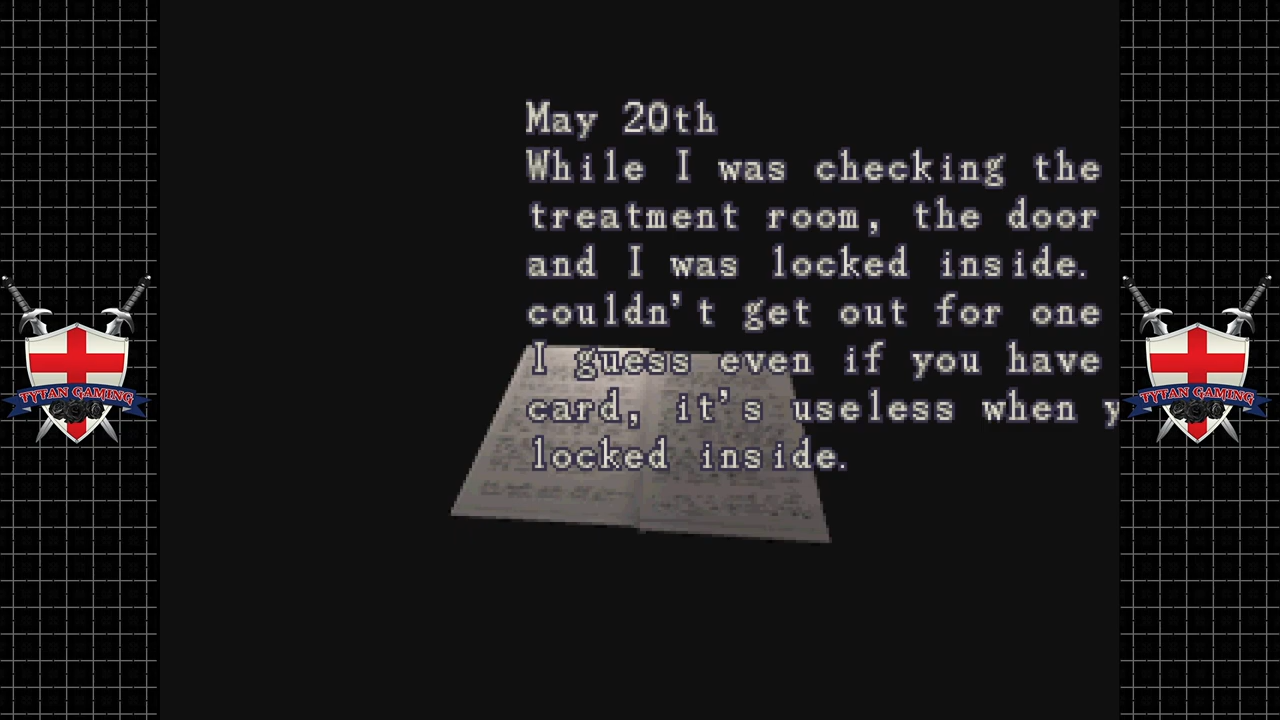 May 20th
While I was checking the
treatment room, the door
and I was locked inside.
couldn't get out for one
I guess even if you have
card, it's useless when y
locked inside.
TYTAN GAMING
TYTAN GAMING